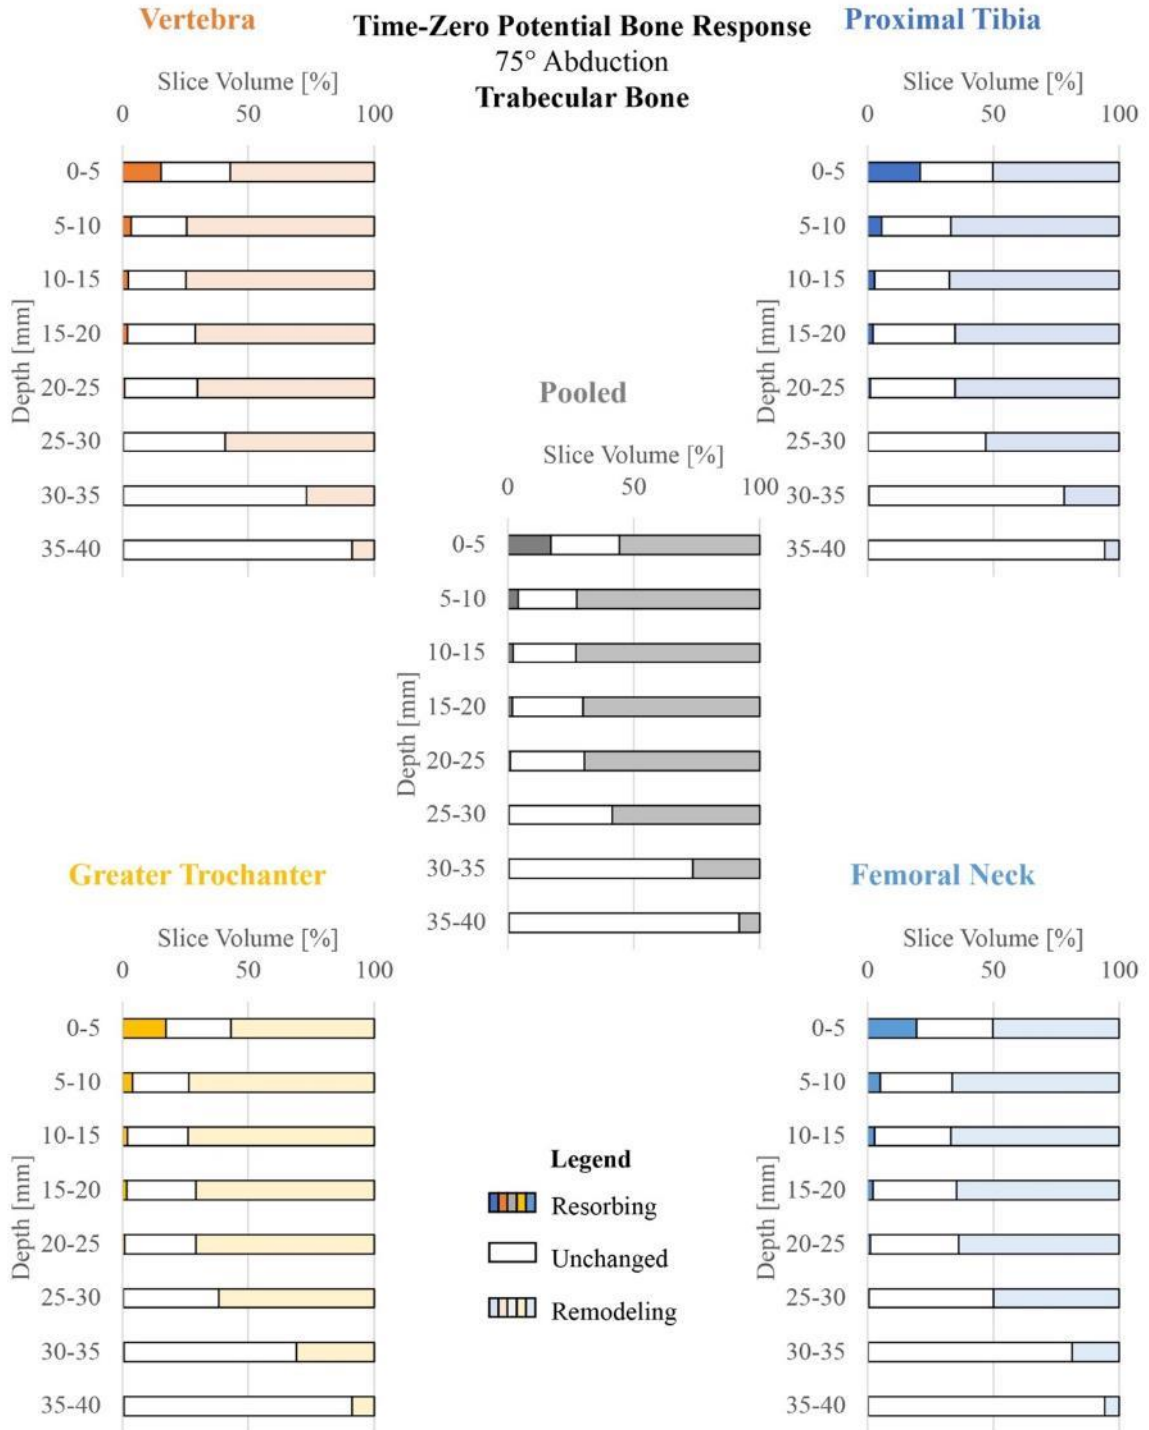 Time-Zero Potential Bone Response
75° Abduction
Trabecular Bone
Vertebra
Slice Volume [%]
0 50 100
Depth [mm]
0-5
5-10
10-15
15-20
20-25
25-30
30-35
35-40
Proximal Tibia
Slice Volume [%]
0 50 100
Depth [mm]
0-5
5-10
10-15
15-20
20-25
25-30
30-35
35-40
Pooled
Slice Volume [%]
0 50 100
Depth [mm]
0-5
5-10
10-15
15-20
20-25
25-30
30-35
35-40
Greater Trochanter
Slice Volume [%]
0 50 100
Depth [mm]
0-5
5-10
10-15
15-20
20-25
25-30
30-35
35-40
Femoral Neck
Slice Volume [%]
0 50 100
Depth [mm]
0-5
5-10
10-15
15-20
20-25
25-30
30-35
35-40
Legend
Resorbing
Unchanged
Remodeling